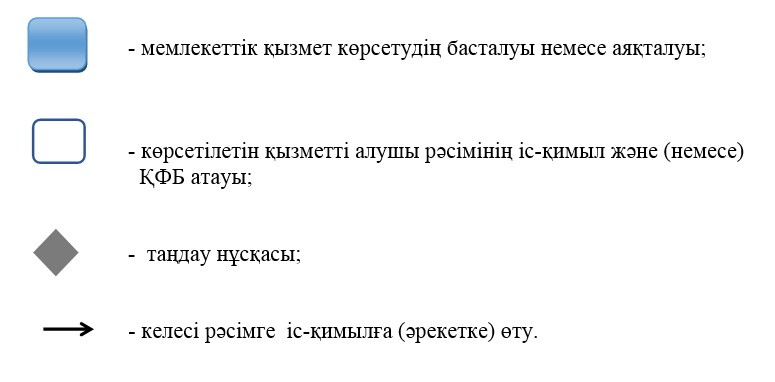 - мемлекеттік қызмет көрсетудің басталуы немесе аяқталуы;
- көрсетілетін қызметті алушы рәсімінің іс-қимыл және (немесе)
ҚФБ атауы;
- таңдау нұсқасы;
- келесі рәсімге іс-қимылға (әрекетке) өту.